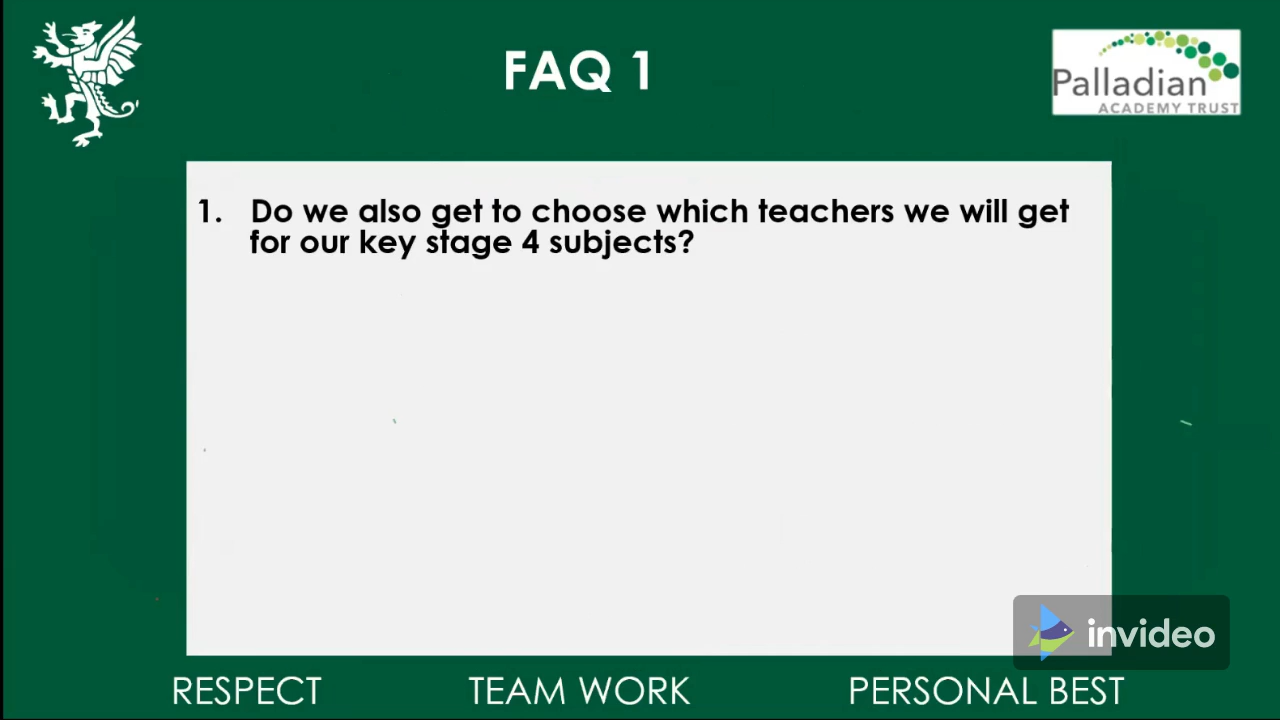 FAQ 1
Palladian
ACADEMY TRUST
1. Do we also get to choose which teachers we will get
for our key stage 4 subjects?
invideo
RESPECT TEAM WORK PERSONAL BEST